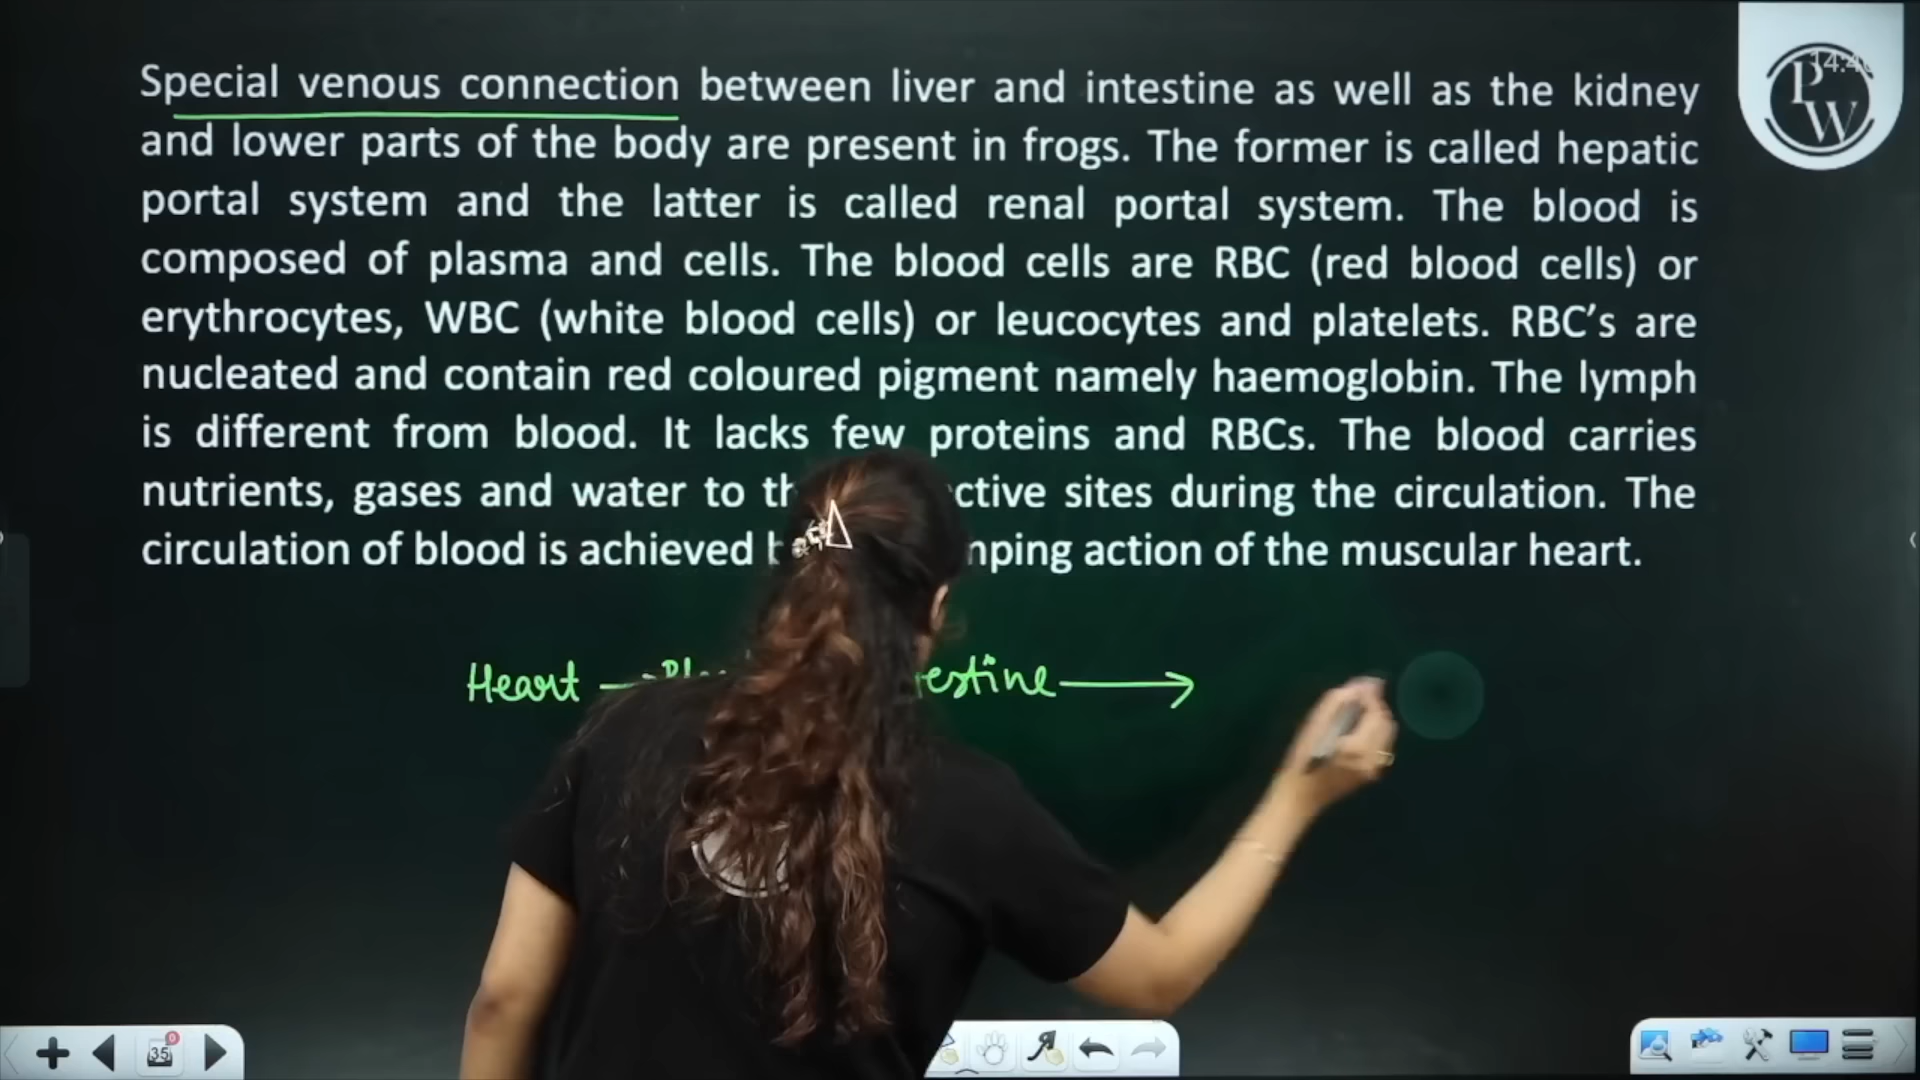 Special venous connection between liver and intestine as well as the kidney
and lower parts of the body are present in frogs. The former is called hepatic
portal system and the latter is called renal portal system. The blood is
composed of plasma and cells. The blood cells are RBC (red blood cells) or
erythrocytes, WBC (white blood cells) or leucocytes and platelets. RBC's are
nucleated and contain red coloured pigment namely haemoglobin. The lymph
is different from blood. It lacks few proteins and RBCs. The blood carries
nutrients, gases and water to ctive sites during the circulation. The
circulation of blood is achieved mping action of the muscular heart.
Heart → estine →
PW
35
0